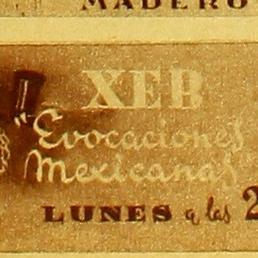 MADERO
XEB
"Evocaciones
Mexicanas
LUNES a las 2